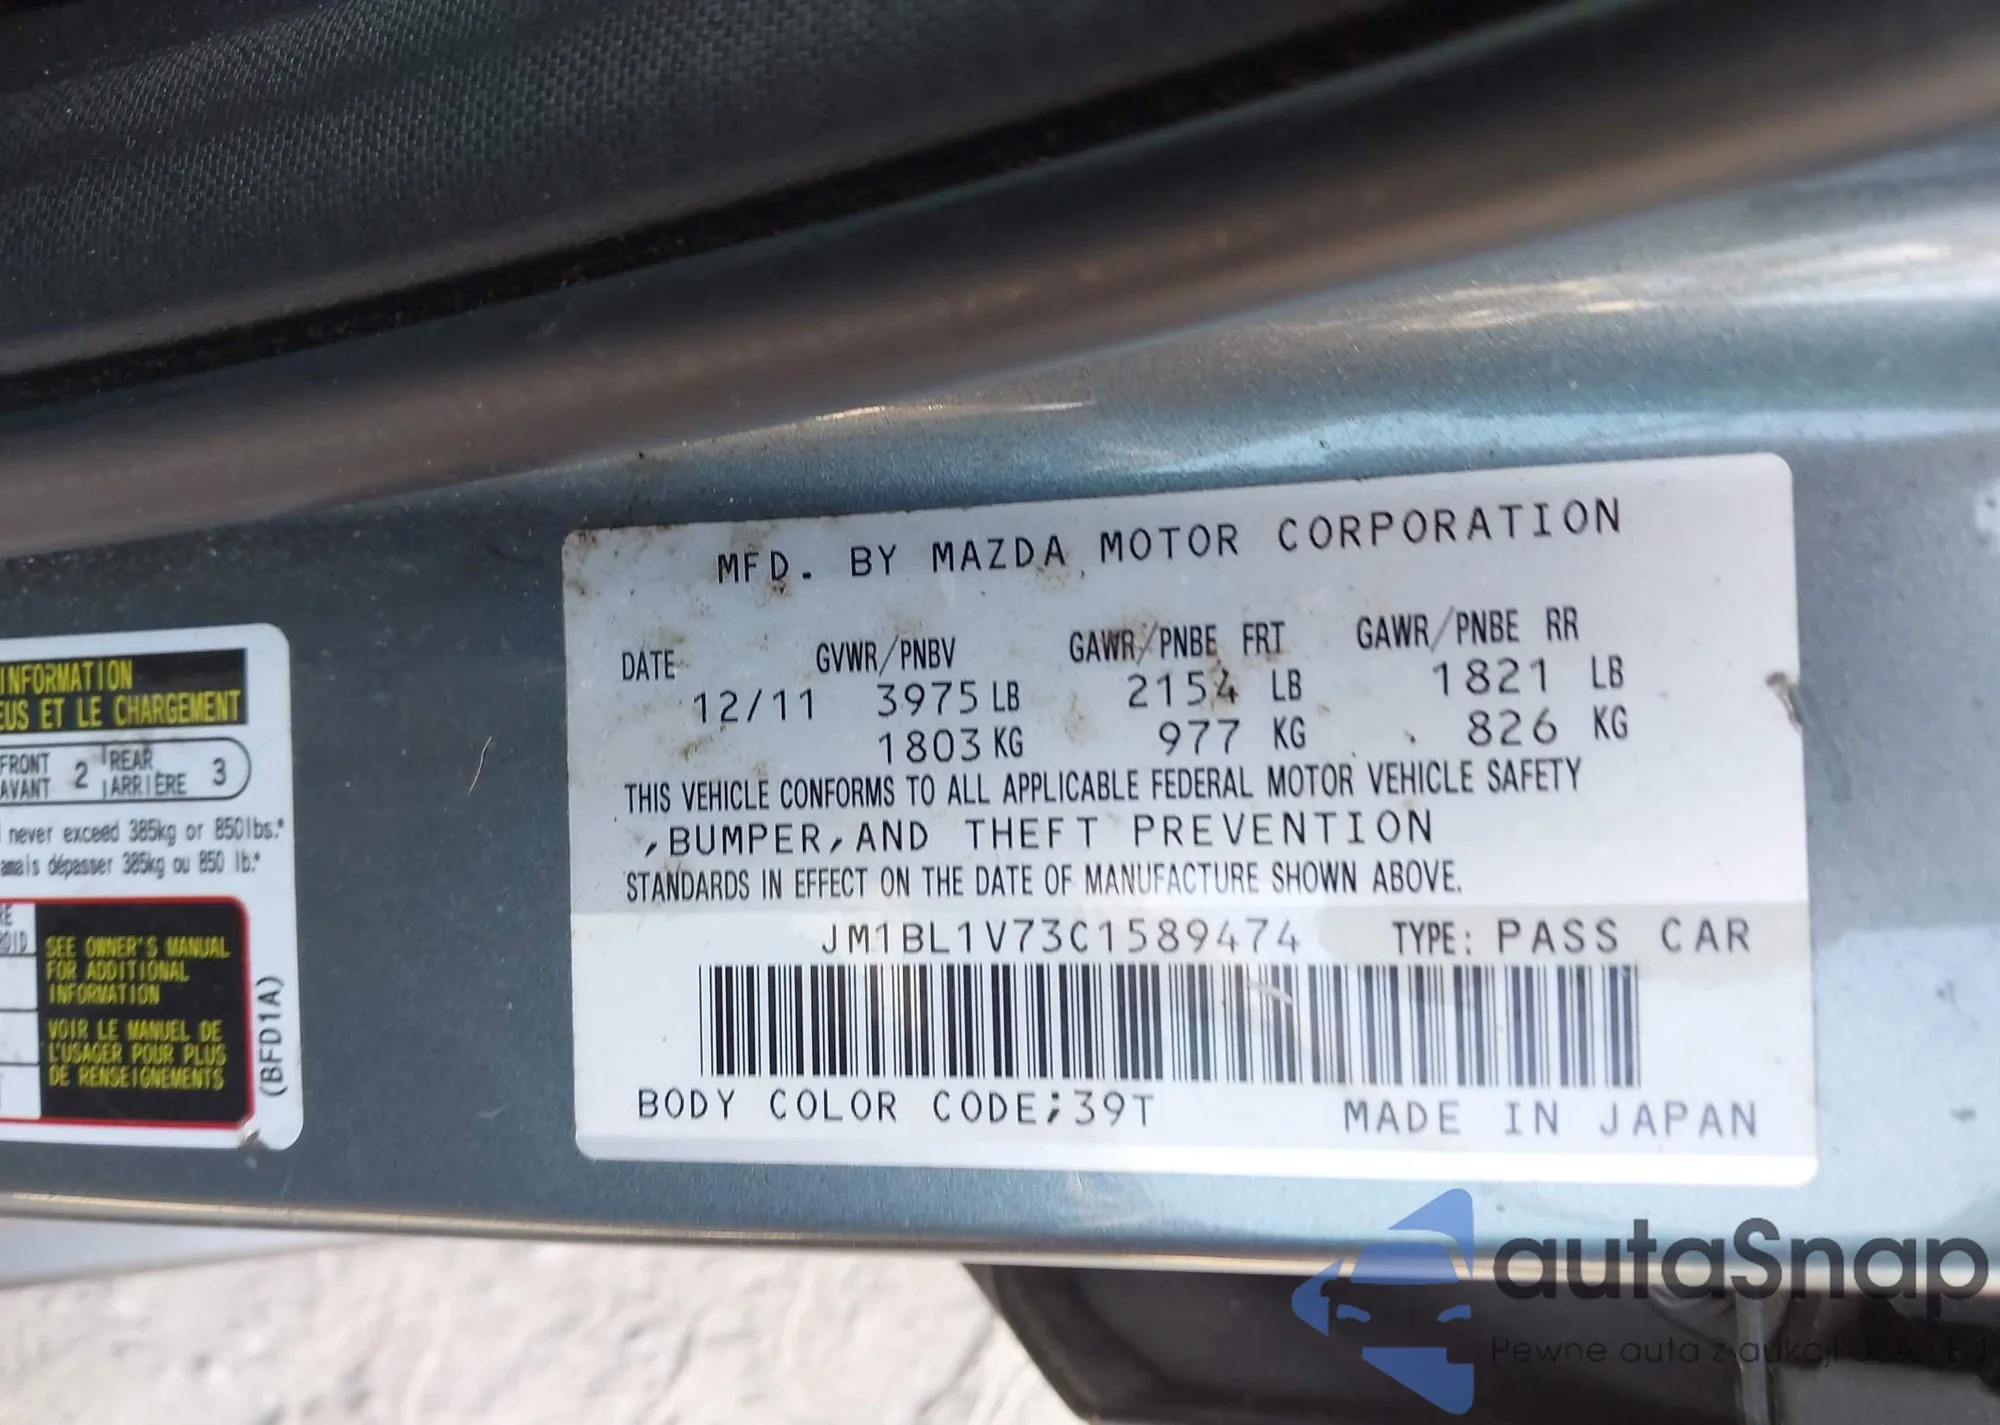 MFD. BY MAZDA MOTOR CORPORATION
DATE GVWR/PNBV GAWR/PNBE FRT GAWR/PNBE RR
12/11 3975 LB 2154 LB 1821 LB
1803 KG 977 KG 826 KG
THIS VEHICLE CONFORMS TO ALL APPLICABLE FEDERAL MOTOR VEHICLE SAFETY
,BUMPER,AND THEFT PREVENTION
STANDARDS IN EFFECT ON THE DATE OF MANUFACTURE SHOWN ABOVE.
JM1BL1V73C1589474 TYPE: PASS CAR
BODY COLOR CODE;39T MADE IN JAPAN
INFORMATION
EUS ET LE CHARGEMENT
FRONT 2 REAR 3
AVANT ARRIÈRE
never exceed 385kg or 850lbs.*
amais dépasser 385kg ou 850 lb.*
SEE OWNER'S MANUAL
FOR ADDITIONAL
INFORMATION
VOIR LE MANUEL DE
L'USAGER POUR PLUS
DE RENSEIGNEMENTS
(BFD1A)
autaSnap
Pewne auta z aukcji